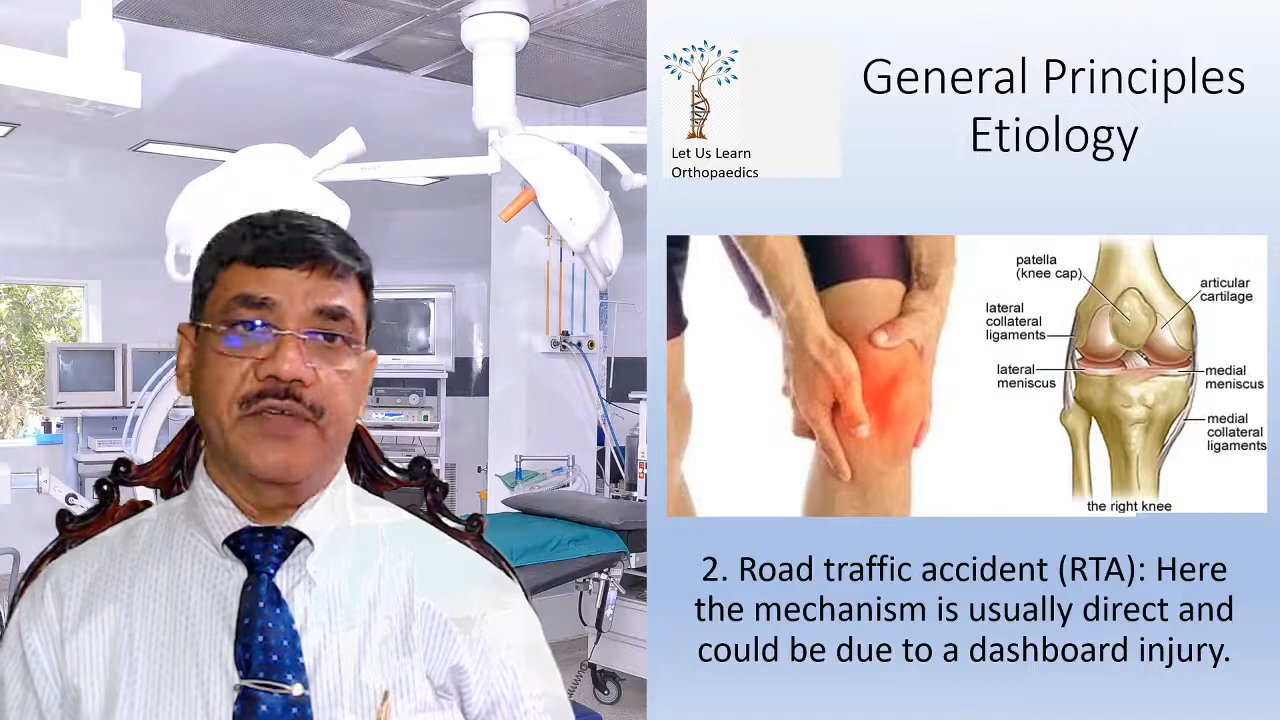 General Principles
Etiology
Let Us Learn
Orthopaedics
patella
(knee cap)
articular
cartilage
lateral
collateral
ligaments
lateral
meniscus
medial
meniscus
medial
collateral
ligaments
the right knee
2. Road traffic accident (RTA): Here
the mechanism is usually direct and
could be due to a dashboard injury.